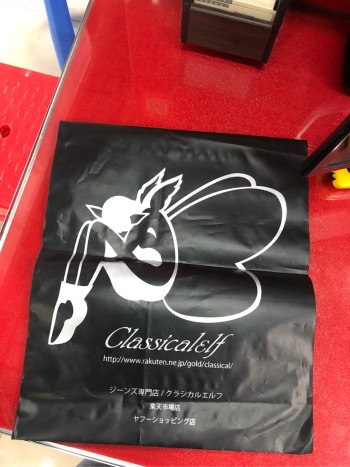 ClassicalElf
http://www.rakuten.ne.jp/gold/classical/
ジーンズ専門店 / クラシカルエルフ
楽天市場店
ヤフーショッピング店